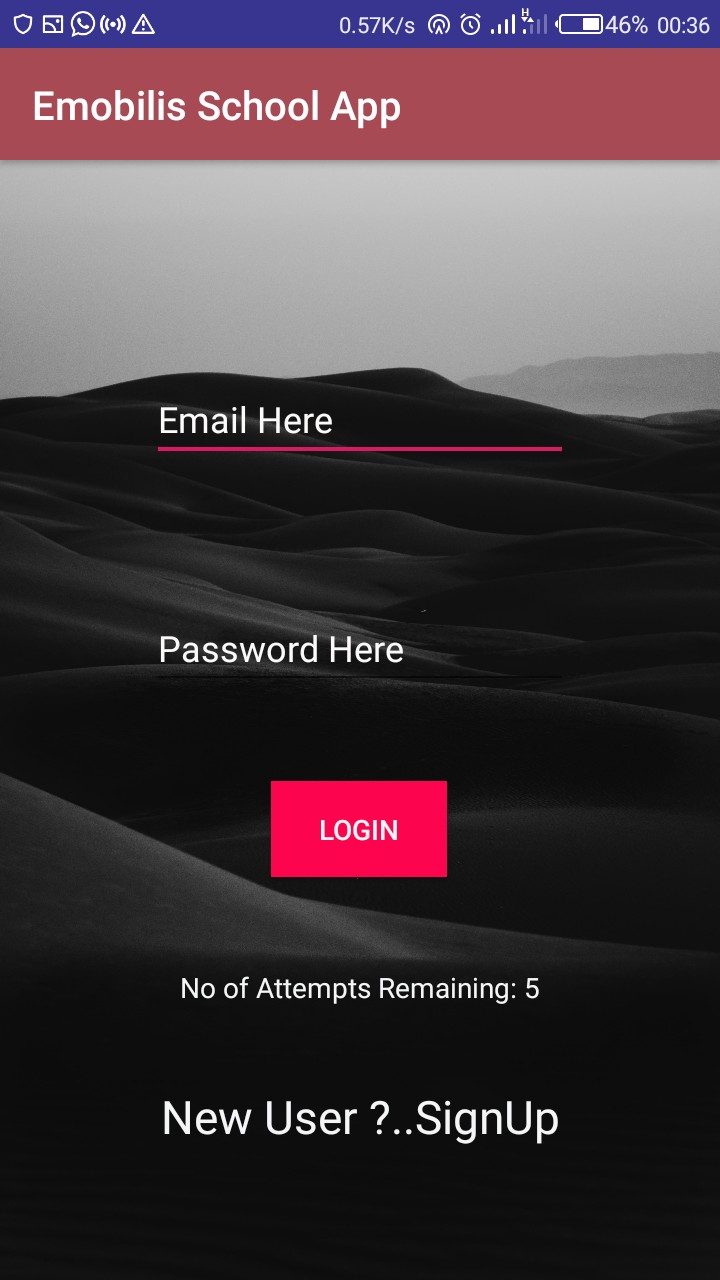 0.57K/s H 46% 00:36
Emobilis School App
Email Here
Password Here
LOGIN
No of Attempts Remaining: 5
New User ?..SignUp